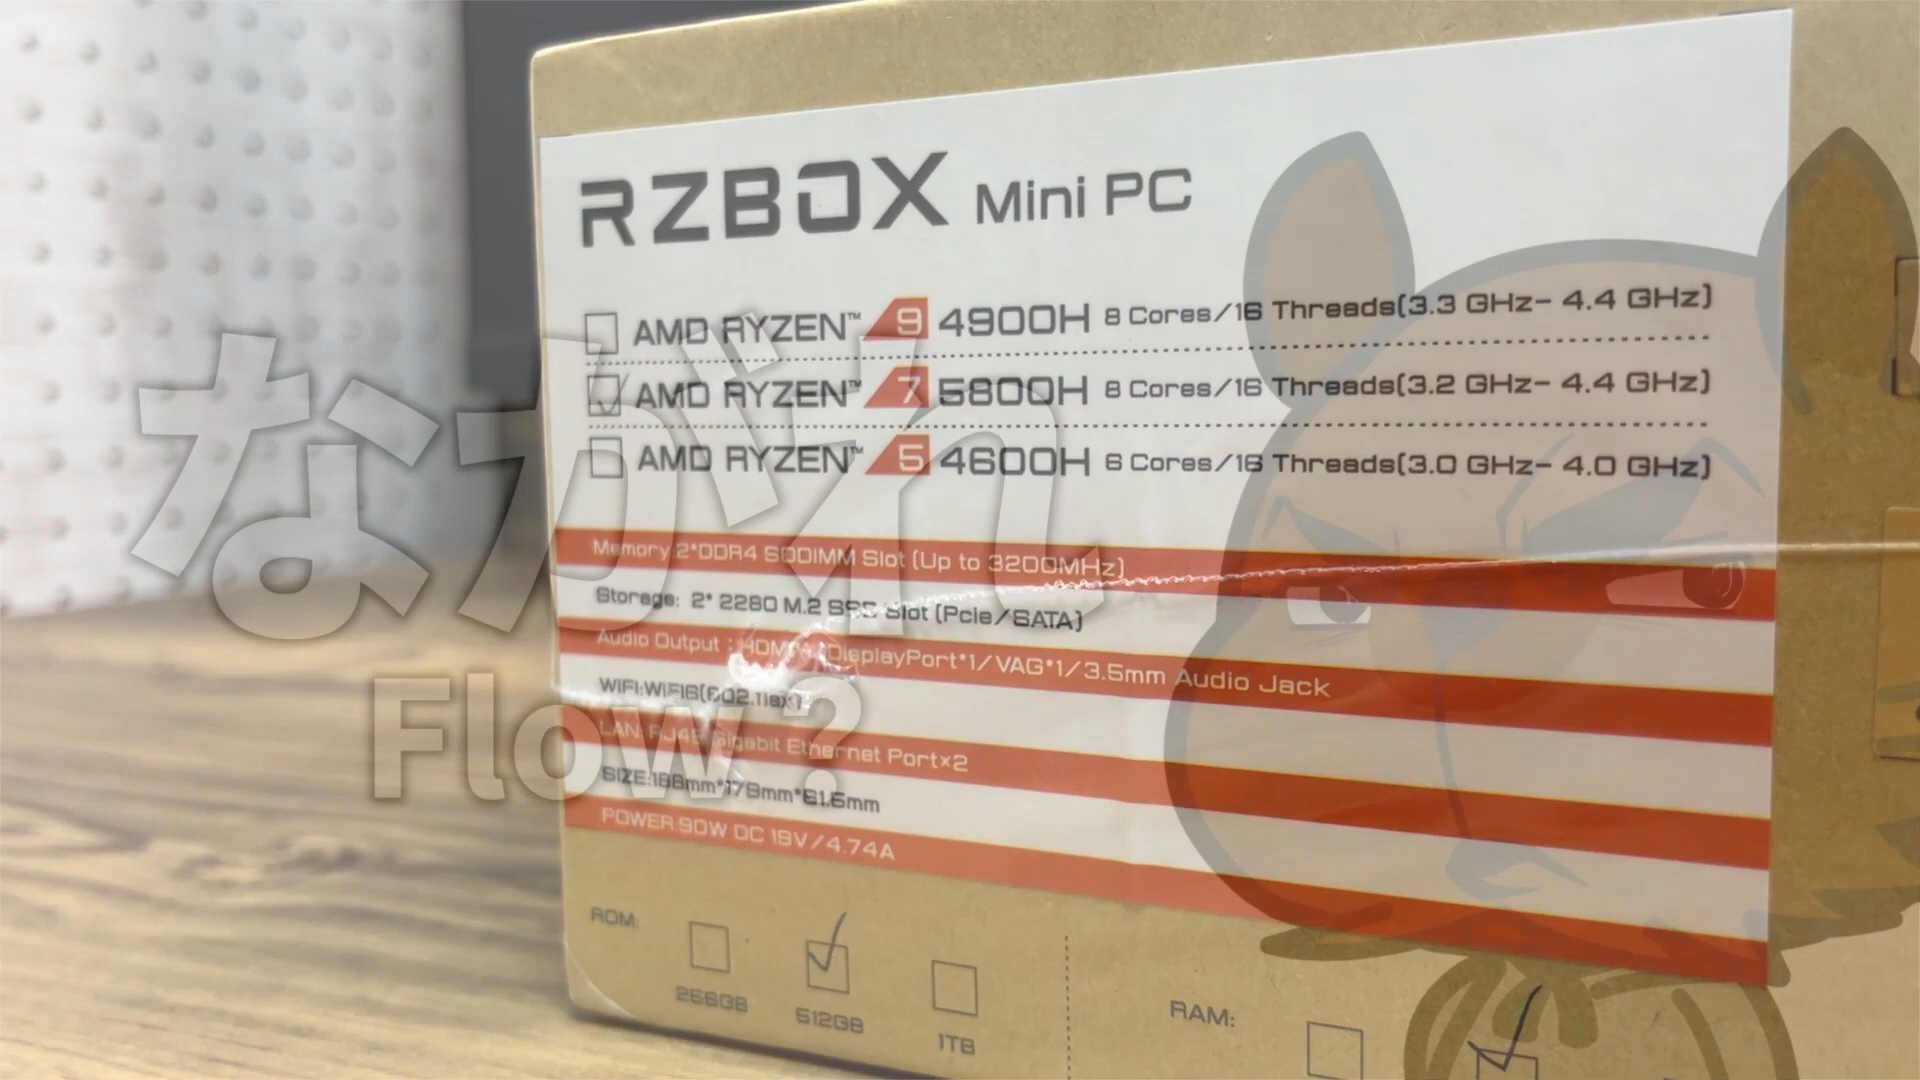 RZBOX Mini PC
AMD RYZEN™ 9 4900H 8 Cores/16 Threads(3.3 GHz- 4.4 GHz)
AMD RYZEN™ 7 5800H 8 Cores/16 Threads(3.2 GHz- 4.4 GHz)
AMD RYZEN™ 5 4600H 6 Cores/16 Threads(3.0 GHz- 4.0 GHz)
ながれ
Flow?
Memory:2*DDR4 SODIMM Slot (Up to 3200MHz)
Storage: 2* 2280 M.2 Slot (Pcie/SATA)
Audio Output : DisplayPort*1/VAG*1/3.5mm Audio Jack
WIFI:WIFI6(802.11ax)
LAN: RJ45 Gigabit Ethernet Port×2
SIZE:188mm*179mm*61.5mm
POWER:90W DC 19V/4.74A
ROM:
256GB
512GB
1TB
RAM: